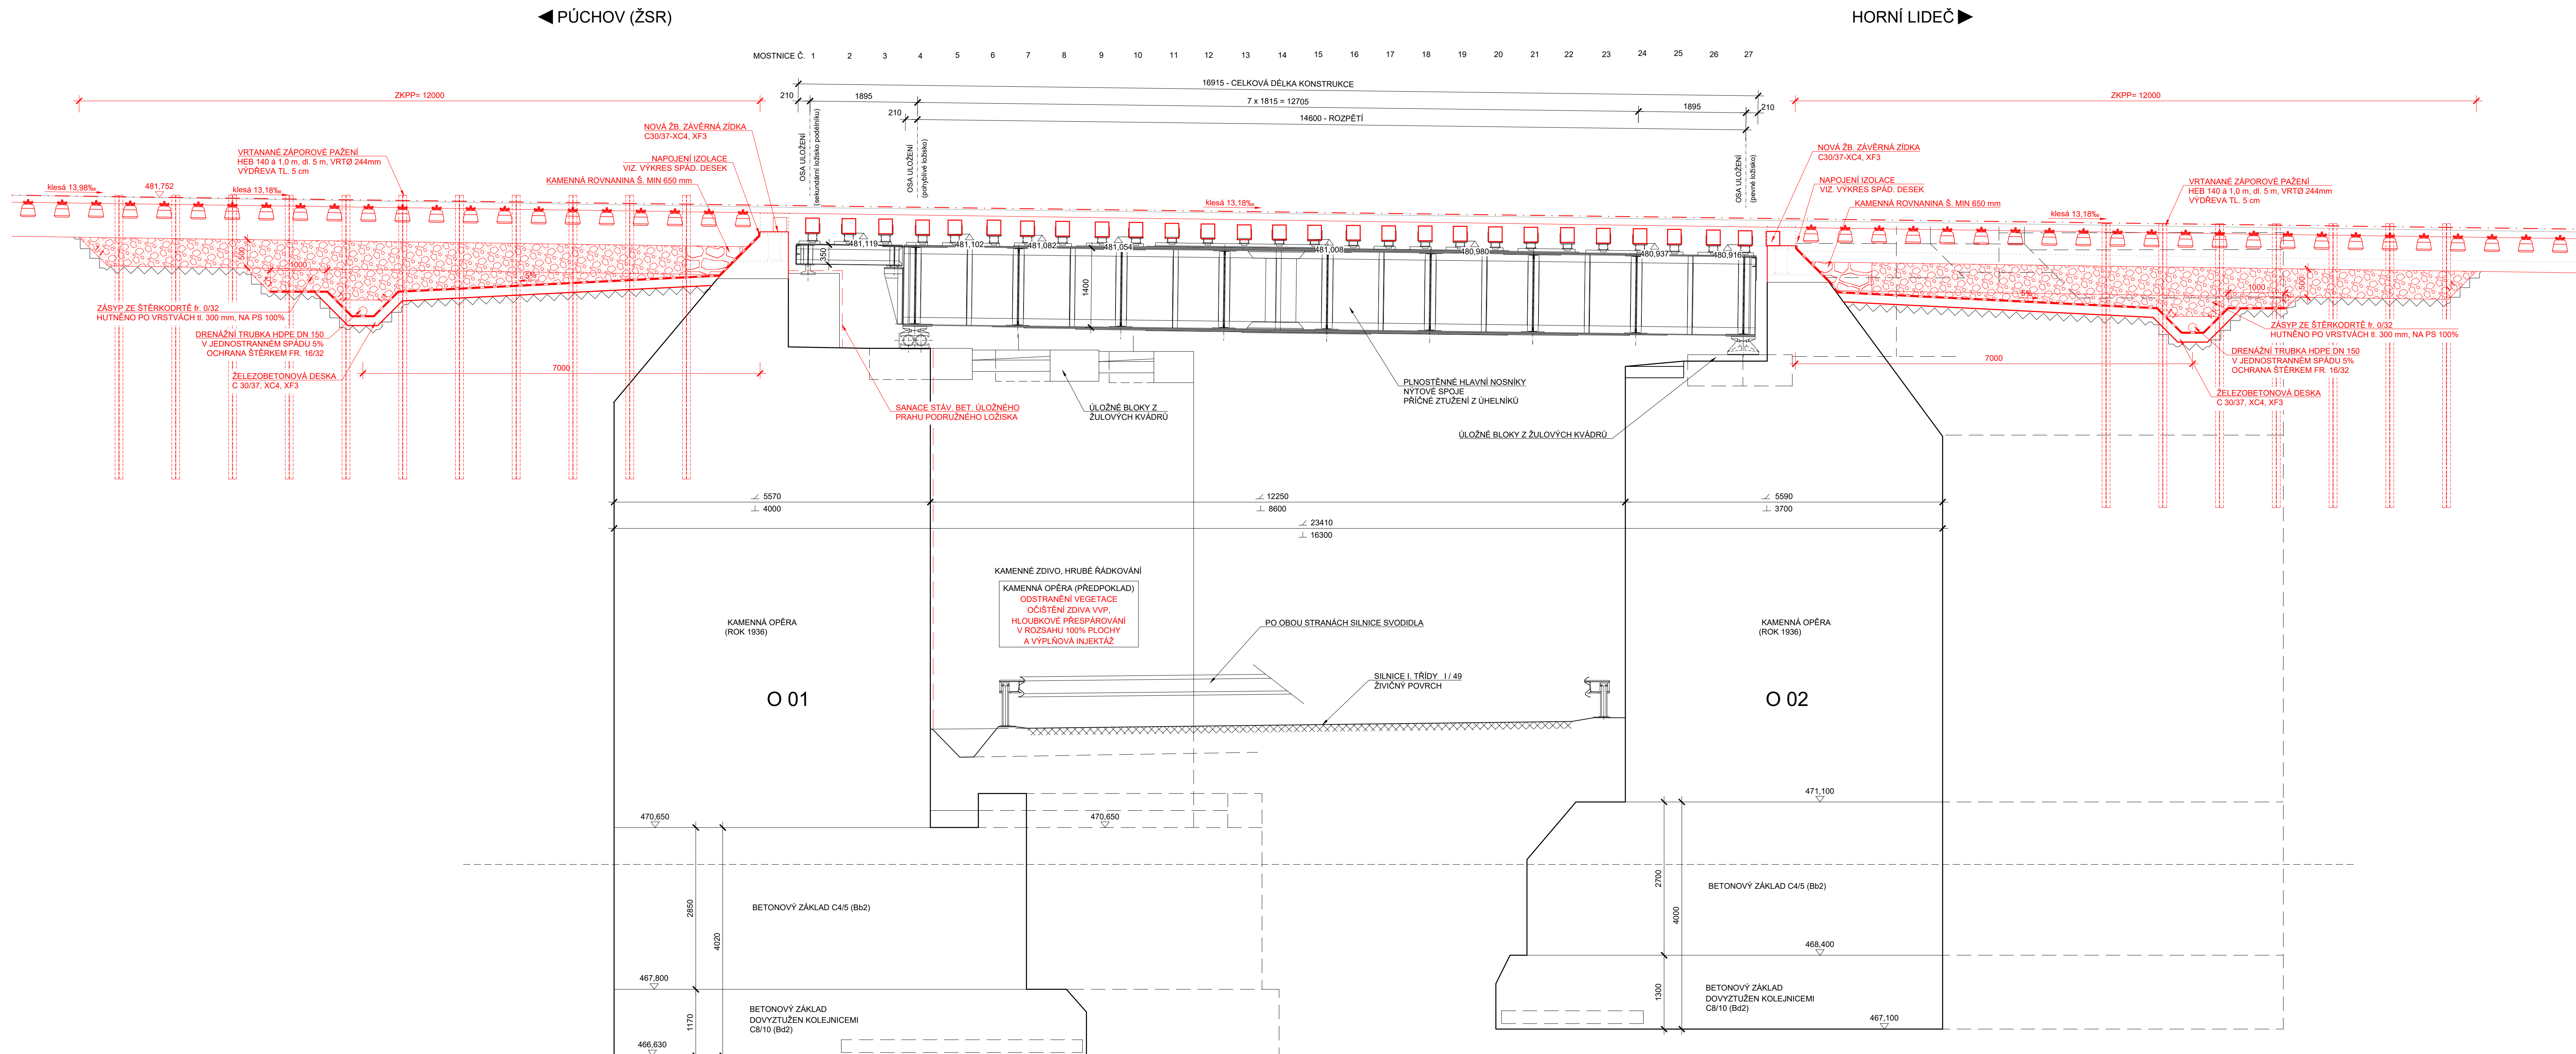 PÚCHOV (ŽSR)
HORNÍ LIDEČ
MOSTNICE Č. 1 2 3 4 5 6 7 8 9 10 11 12 13 14 15 16 17 18 19 20 21 22 23 24 25 26 27
16915 - CELKOVÁ DÉLKA KONSTRUKCE
ZKPP= 12000
210
1895
7 x 1815 = 12705
1895
210
ZKPP= 12000
210
14600 - ROZPĚTÍ
NOVÁ ŽB. ZÁVĚRNÁ ZÍDKA
C30/37-XC4, XF3
OSA ULOŽENÍ
(sekundární ložisko podélníku)
OSA ULOŽENÍ
(pohyblivé ložisko)
OSA ULOŽENÍ
(pevné ložisko)
NOVÁ ŽB. ZÁVĚRNÁ ZÍDKA
C30/37-XC4, XF3
VRTANANÉ ZÁPOROVÉ PAŽENÍ
HEB 140 á 1,0 m, dl. 5 m, VRTØ 244mm
VÝDŘEVA TL. 5 cm
NAPOJENÍ IZOLACE
VIZ. VÝKRES SPÁD. DESEK
KAMENNÁ ROVNANINA Š. MIN 650 mm
NAPOJENÍ IZOLACE
VIZ. VÝKRES SPÁD. DESEK
KAMENNÁ ROVNANINA Š. MIN 650 mm
VRTANANÉ ZÁPOROVÉ PAŽENÍ
HEB 140 á 1,0 m, dl. 5 m, VRTØ 244mm
VÝDŘEVA TL. 5 cm
klesá 13,98‰
481,752
klesá 13,18‰
klesá 13,18‰
klesá 13,18‰
481,119
481,102
481,082
481,054
481,008
480,980
480,937
480,916
500
1000
5%
350
1400
5%
1000
500
ZÁSYP ZE ŠTĚRKODRTĚ fr. 0/32
HUTNĚNO PO VRSTVÁCH tl. 300 mm, NA PS 100%
DRENÁŽNÍ TRUBKA HDPE DN 150
V JEDNOSTRANNÉM SPÁDU 5%
OCHRANA ŠTĚRKEM FR. 16/32
ŽELEZOBETONOVÁ DESKA
C 30/37, XC4, XF3
7000
ZÁSYP ZE ŠTĚRKODRTĚ fr. 0/32
HUTNĚNO PO VRSTVÁCH tl. 300 mm, NA PS 100%
DRENÁŽNÍ TRUBKA HDPE DN 150
V JEDNOSTRANNÉM SPÁDU 5%
OCHRANA ŠTĚRKEM FR. 16/32
ŽELEZOBETONOVÁ DESKA
C 30/37, XC4, XF3
7000
SANACE STÁV. BET. ÚLOŽNÉHO
PRAHU PODRUŽNÉHO LOŽISKA
ÚLOŽNÉ BLOKY Z
ŽULOVÝCH KVÁDRŮ
PLNOSTĚNNÉ HLAVNÍ NOSNÍKY
NÝTOVÉ SPOJE
PŘÍČNÉ ZTUŽENÍ Z ÚHELNÍKŮ
ÚLOŽNÉ BLOKY Z ŽULOVÝCH KVÁDRŮ
5570
⊥ 4000
12250
⊥ 8600
5590
⊥ 3700
23410
⊥ 16300
KAMENNÉ ZDIVO, HRUBÉ ŘÁDKOVÁNÍ
KAMENNÁ OPĚRA (PŘEDPOKLAD)
ODSTRANĚNÍ VEGETACE
OČIŠTĚNÍ ZDIVA VVP,
HLOUBKOVÉ PŘESPÁROVÁNÍ
V ROZSAHU 100% PLOCHY
A VÝPLŇOVÁ INJEKTÁŽ
KAMENNÁ OPĚRA
(ROK 1936)
PO OBOU STRANÁCH SILNICE SVODIDLA
KAMENNÁ OPĚRA
(ROK 1936)
SILNICE I. TŘÍDY I / 49
ŽIVIČNÝ POVRCH
O 01
O 02
470,650
470,650
471,100
2850
4020
BETONOVÝ ZÁKLAD C4/5 (Bb2)
2700
4000
BETONOVÝ ZÁKLAD C4/5 (Bb2)
467,800
468,400
1170
BETONOVÝ ZÁKLAD
DOVYZTUŽEN KOLEJNICEMI
C8/10 (Bd2)
1300
BETONOVÝ ZÁKLAD
DOVYZTUŽEN KOLEJNICEMI
C8/10 (Bd2)
467,100
466,630